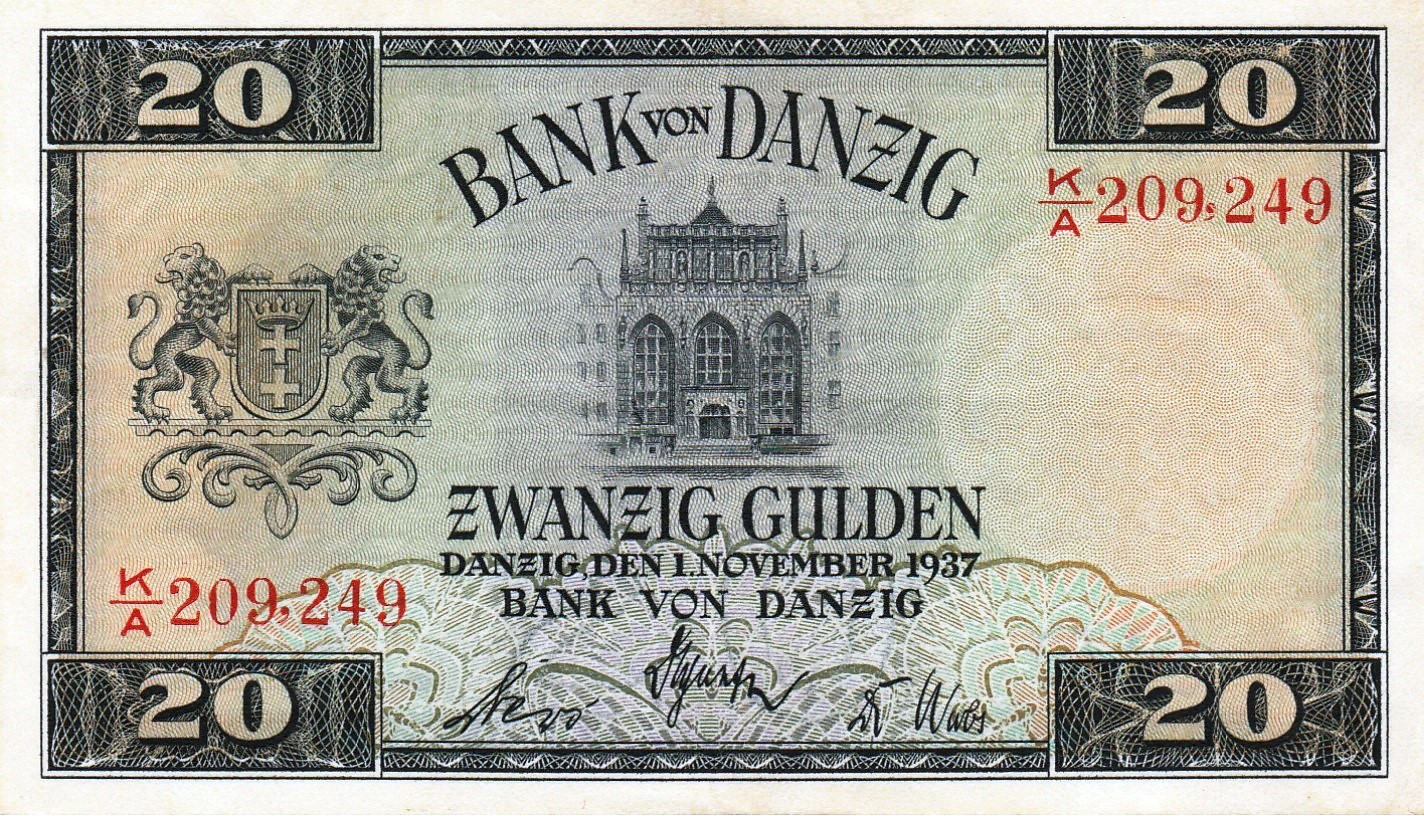 20 20
BANK VON DANZIG
K/A 209,249
ZWANZIG GULDEN
DANZIG, DEN 1. NOVEMBER 1937
K/A 209,249
BANK VON DANZIG
20 20